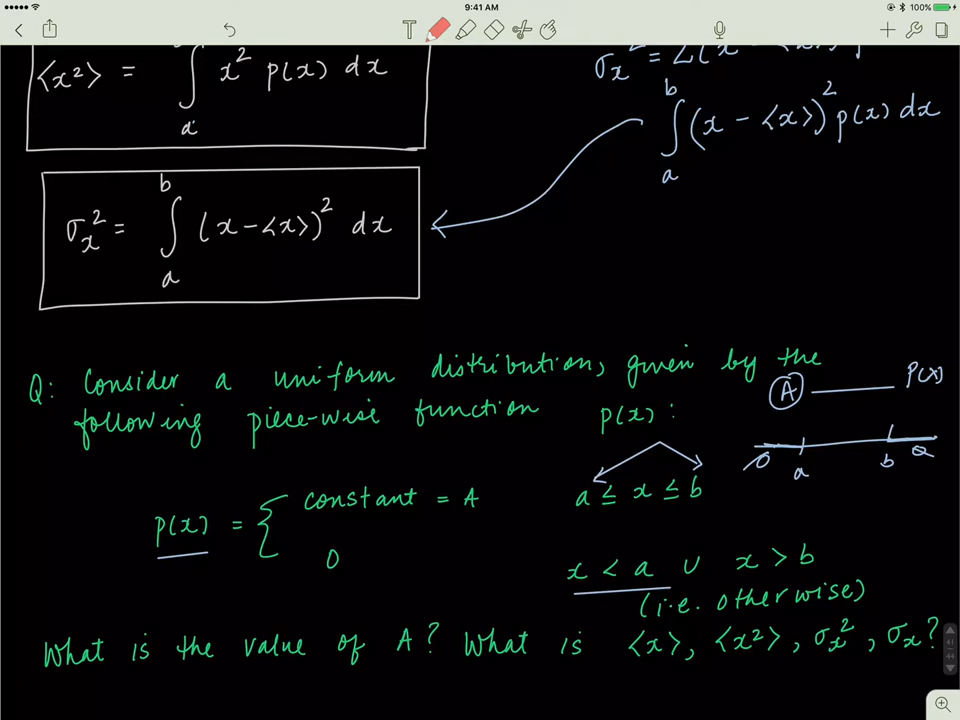 9:41 AM
100%
T
⟨x²⟩ = ∫ x² p(x) dx
a
σₓ² = Σ(x - ⟨x⟩)
b
∫ (x - ⟨x⟩)² p(x) dx
a
b
σₓ² = ∫ (x - ⟨x⟩)² dx
a
Q: Consider a uniform distribution, given by the
following piece-wise function p(x) :
A P(x)
0 a b
p(x) = { constant = A a ≤ x ≤ b
0 x < a ∪ x > b
(i.e. otherwise)
What is the value of A? What is ⟨x⟩, ⟨x²⟩, σₓ², σₓ?